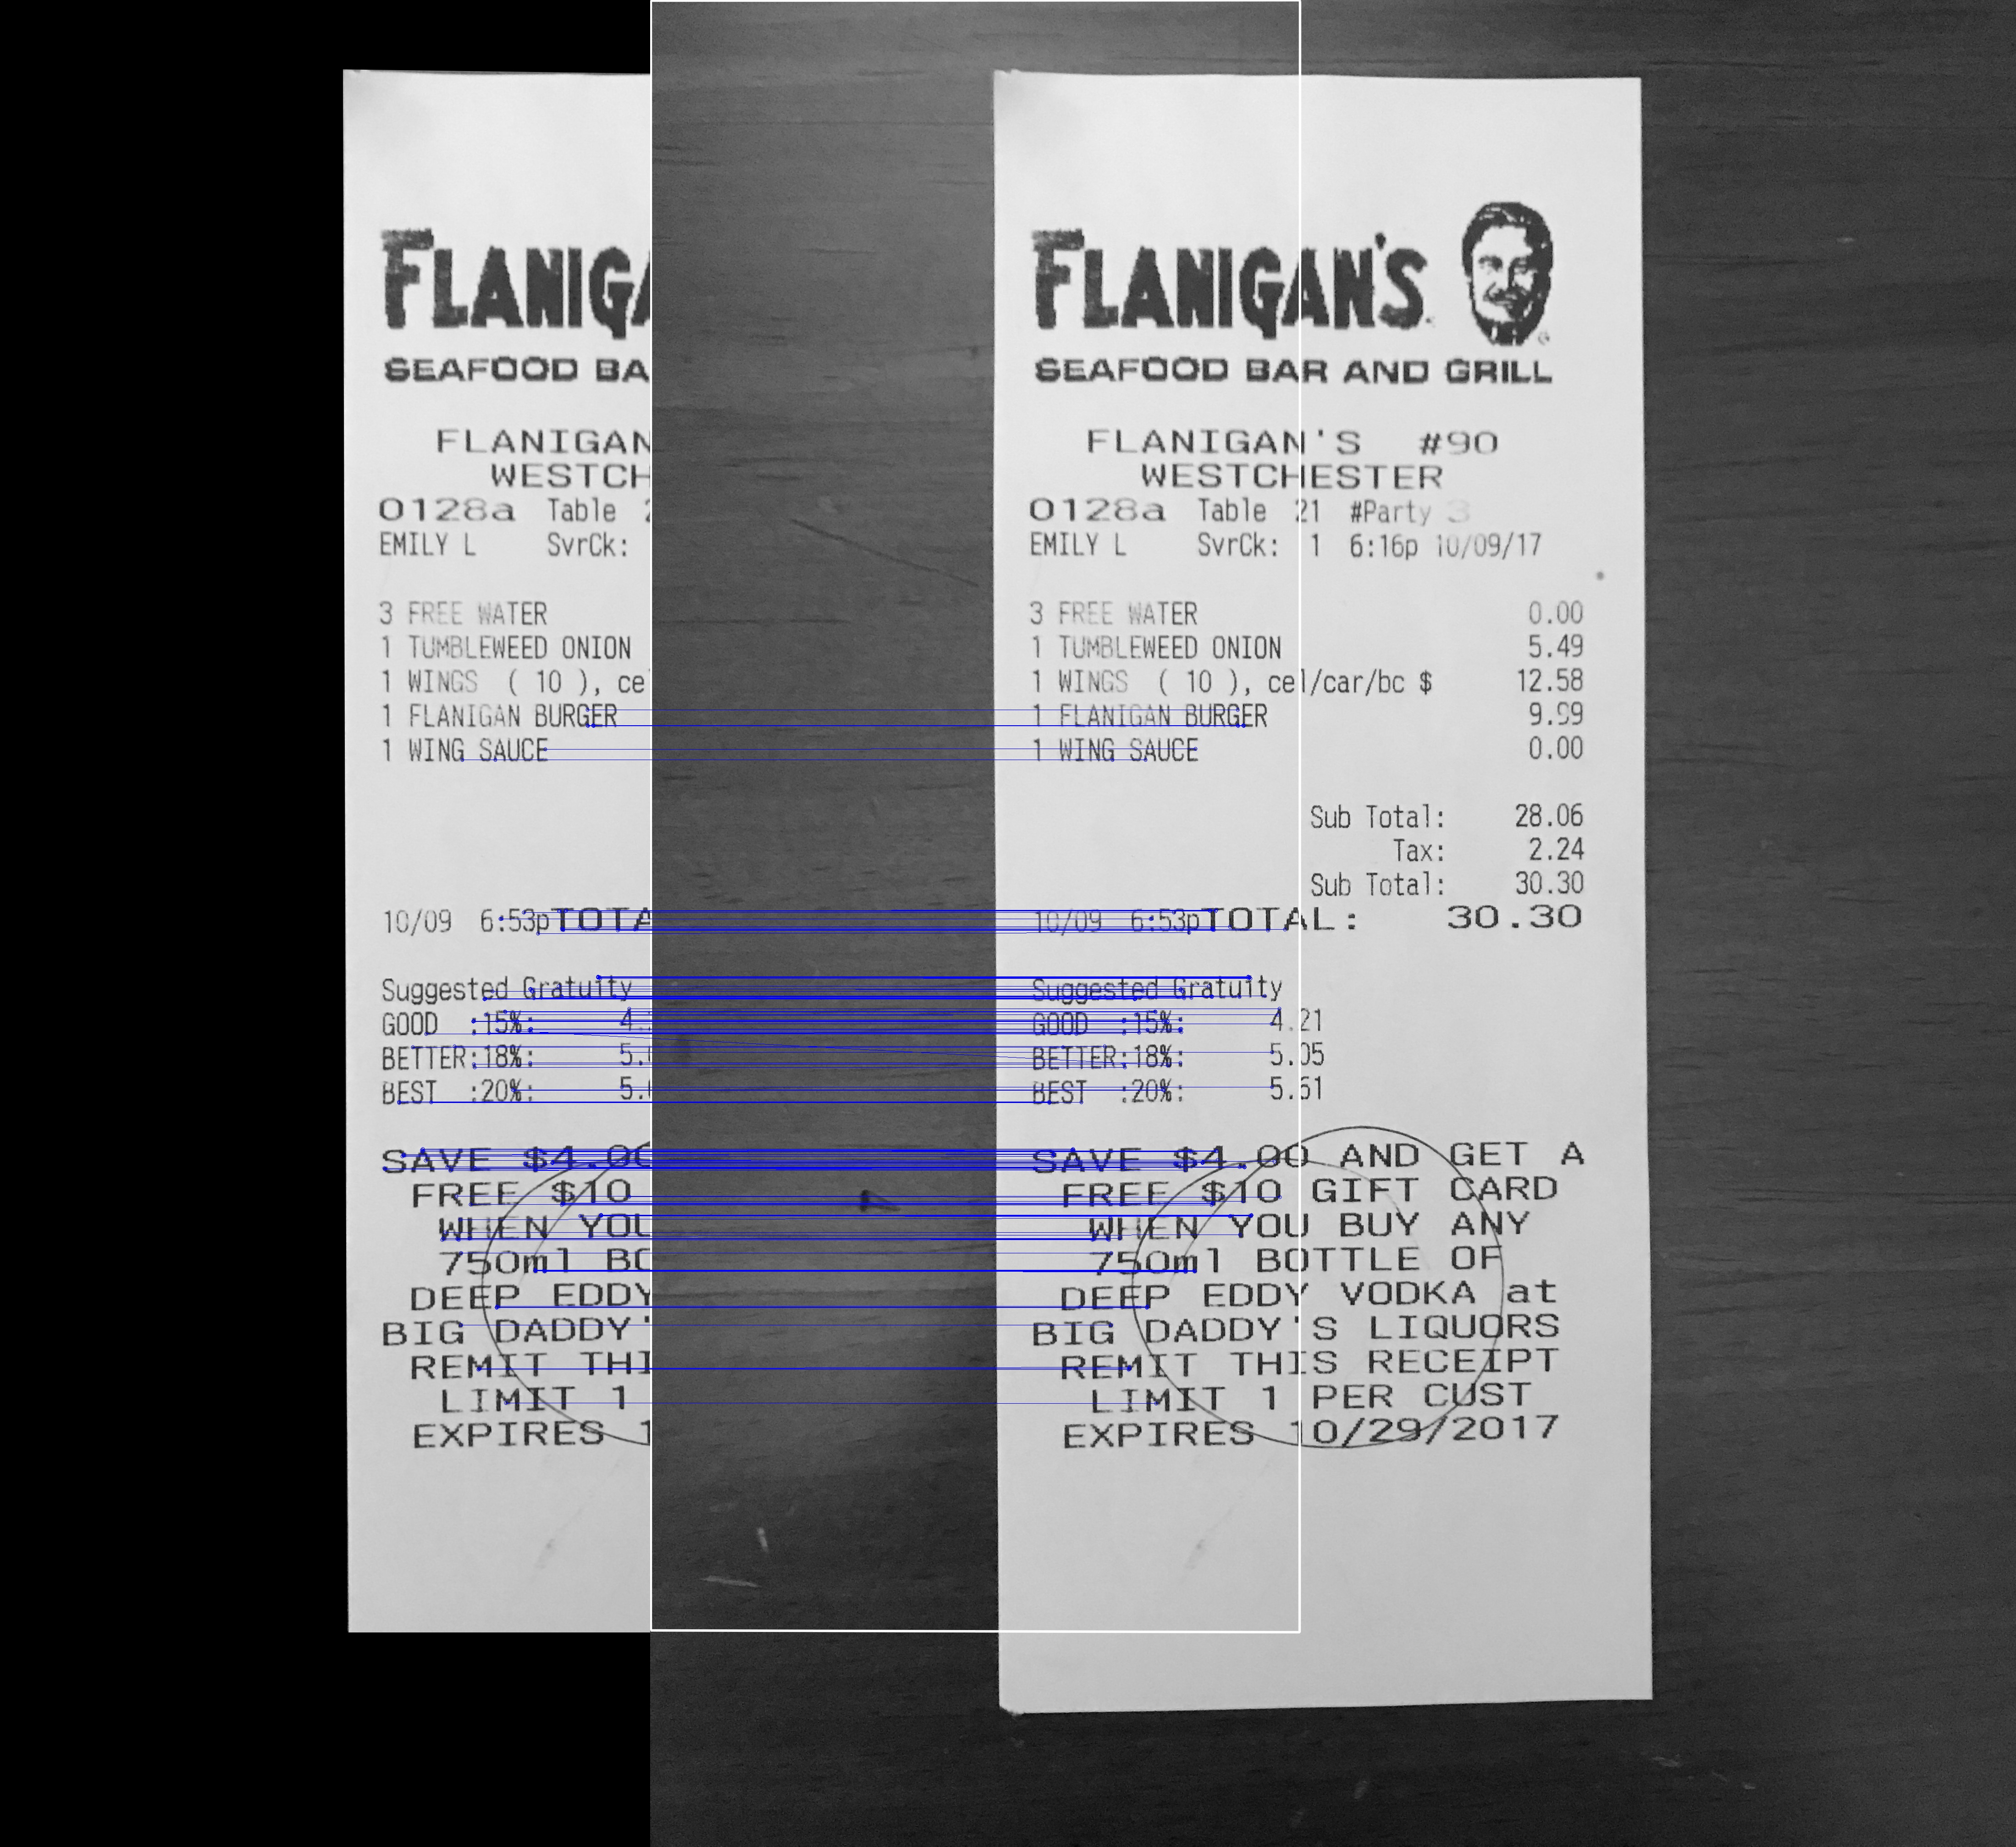 FLANIGA
SEAFOOD BA
FLANIGAN
WESTCH
0128a Table 2
EMILY L SvrCk:
3 FREE WATER
1 TUMBLEWEED ONION
1 WINGS ( 10 ), cel
1 FLANIGAN BURGER
1 WING SAUCE
10/09 6:53pTOTA
Suggested Gratuity
GOOD :15%: 4.
BETTER:18%: 5.
BEST :20%: 5.
SAVE $4.00
FREE $10
WHEN YOU
750ml BO
DEEP EDDY
BIG DADDY'
REMIT THI
LIMIT 1
EXPIRES 1
FLANIGAN'S
SEAFOOD BAR AND GRILL
FLANIGAN'S #90
WESTCHESTER
0128a Table 21 #Party 3
EMILY L SvrCk: 1 6:16p 10/09/17
3 FREE WATER 0.00
1 TUMBLEWEED ONION 5.49
1 WINGS ( 10 ), cel/car/bc $ 12.58
1 FLANIGAN BURGER 9.99
1 WING SAUCE 0.00
Sub Total: 28.06
Tax: 2.24
Sub Total: 30.30
10/09 6:53pTOTAL: 30.30
Suggested Gratuity
GOOD :15%: 4.21
BETTER:18%: 5.05
BEST :20%: 5.61
SAVE $4.00 AND GET A
FREE $10 GIFT CARD
WHEN YOU BUY ANY
750ml BOTTLE OF
DEEP EDDY VODKA at
BIG DADDY'S LIQUORS
REMIT THIS RECEIPT
LIMIT 1 PER CUST
EXPIRES 10/29/2017